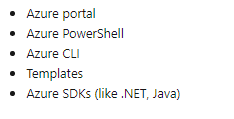 • Azure portal
• Azure PowerShell
• Azure CLI
• Templates
• Azure SDKs (like .NET, Java)